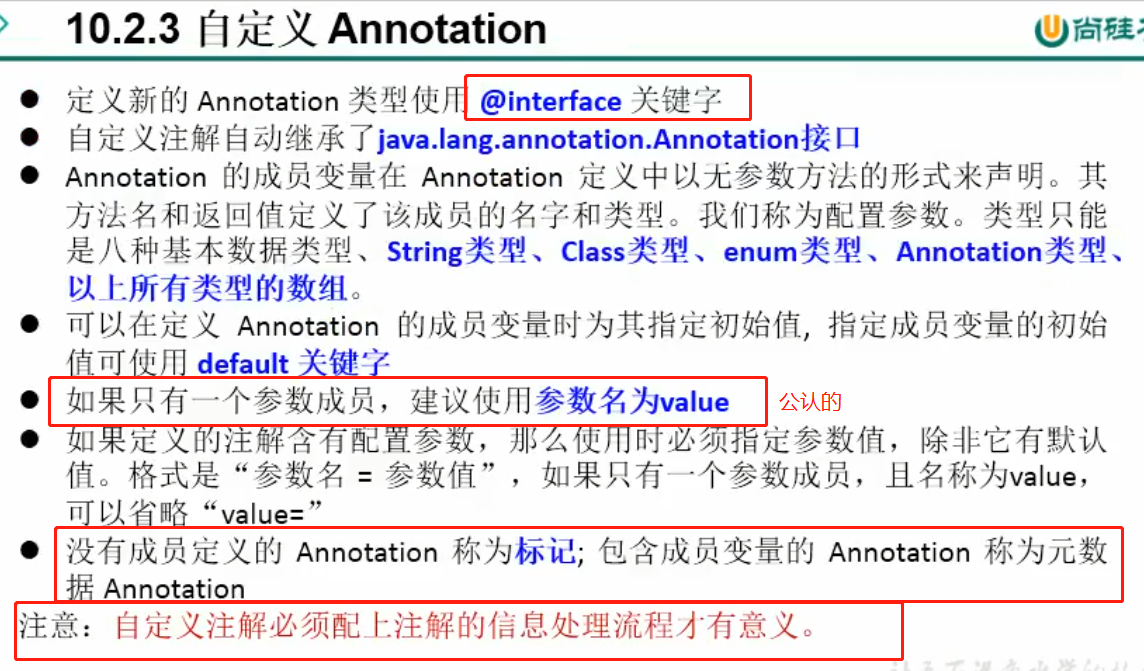 10.2.3 自定义 Annotation
尚硅
● 定义新的 Annotation 类型使用 @interface 关键字
● 自定义注解自动继承了java.lang.annotation.Annotation接口
● Annotation 的成员变量在 Annotation 定义中以无参数方法的形式来声明。其
方法名和返回值定义了该成员的名字和类型。我们称为配置参数。类型只能
是八种基本数据类型、String类型、Class类型、enum类型、Annotation类型、
以上所有类型的数组。
● 可以在定义 Annotation 的成员变量时为其指定初始值, 指定成员变量的初始
值可使用 default 关键字
● 如果只有一个参数成员，建议使用参数名为value
公认的
● 如果定义的注解含有配置参数，那么使用时必须指定参数值，除非它有默认
值。格式是“参数名 = 参数值”，如果只有一个参数成员，且名称为value，
可以省略“value=”
● 没有成员定义的 Annotation 称为标记; 包含成员变量的 Annotation 称为元数
据 Annotation
注意：自定义注解必须配上注解的信息处理流程才有意义。